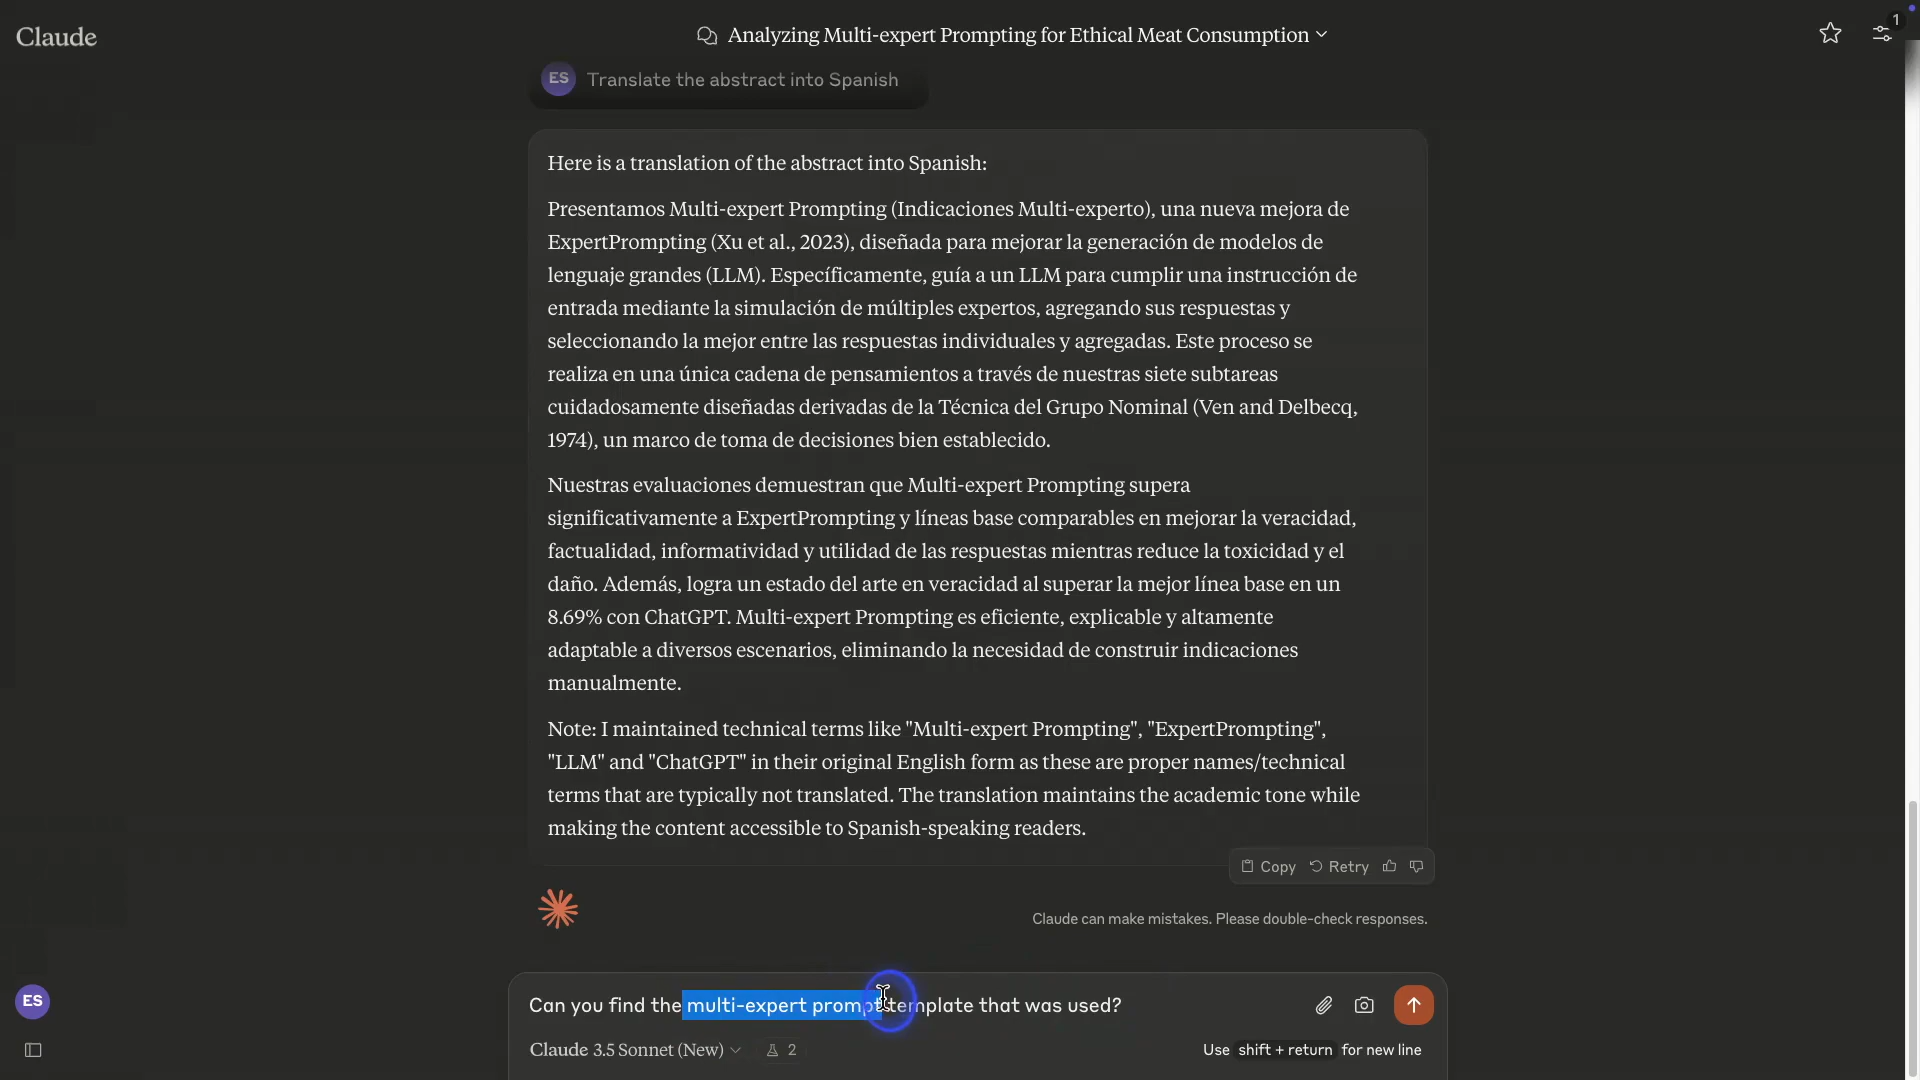 Claude
Analyzing Multi-expert Prompting for Ethical Meat Consumption
1
ES Translate the abstract into Spanish
Here is a translation of the abstract into Spanish:
Presentamos Multi-expert Prompting (Indicaciones Multi-experto), una nueva mejora de
ExpertPrompting (Xu et al., 2023), diseñada para mejorar la generación de modelos de
lenguaje grandes (LLM). Específicamente, guía a un LLM para cumplir una instrucción de
entrada mediante la simulación de múltiples expertos, agregando sus respuestas y
seleccionando la mejor entre las respuestas individuales y agregadas. Este proceso se
realiza en una única cadena de pensamientos a través de nuestras siete subtareas
cuidadosamente diseñadas derivadas de la Técnica del Grupo Nominal (Ven and Delbecq,
1974), un marco de toma de decisiones bien establecido.
Nuestras evaluaciones demuestran que Multi-expert Prompting supera
significativamente a ExpertPrompting y líneas base comparables en mejorar la veracidad,
factualidad, informatividad y utilidad de las respuestas mientras reduce la toxicidad y el
daño. Además, logra un estado del arte en veracidad al superar la mejor línea base en un
8.69% con ChatGPT. Multi-expert Prompting es eficiente, explicable y altamente
adaptable a diversos escenarios, eliminando la necesidad de construir indicaciones
manualmente.
Note: I maintained technical terms like "Multi-expert Prompting", "ExpertPrompting",
"LLM" and "ChatGPT" in their original English form as these are proper names/technical
terms that are typically not translated. The translation maintains the academic tone while
making the content accessible to Spanish-speaking readers.
Copy Retry
Claude can make mistakes. Please double-check responses.
ES
Can you find the multi-expert prompt template that was used?
Claude 3.5 Sonnet (New) 2
Use shift + return for new line